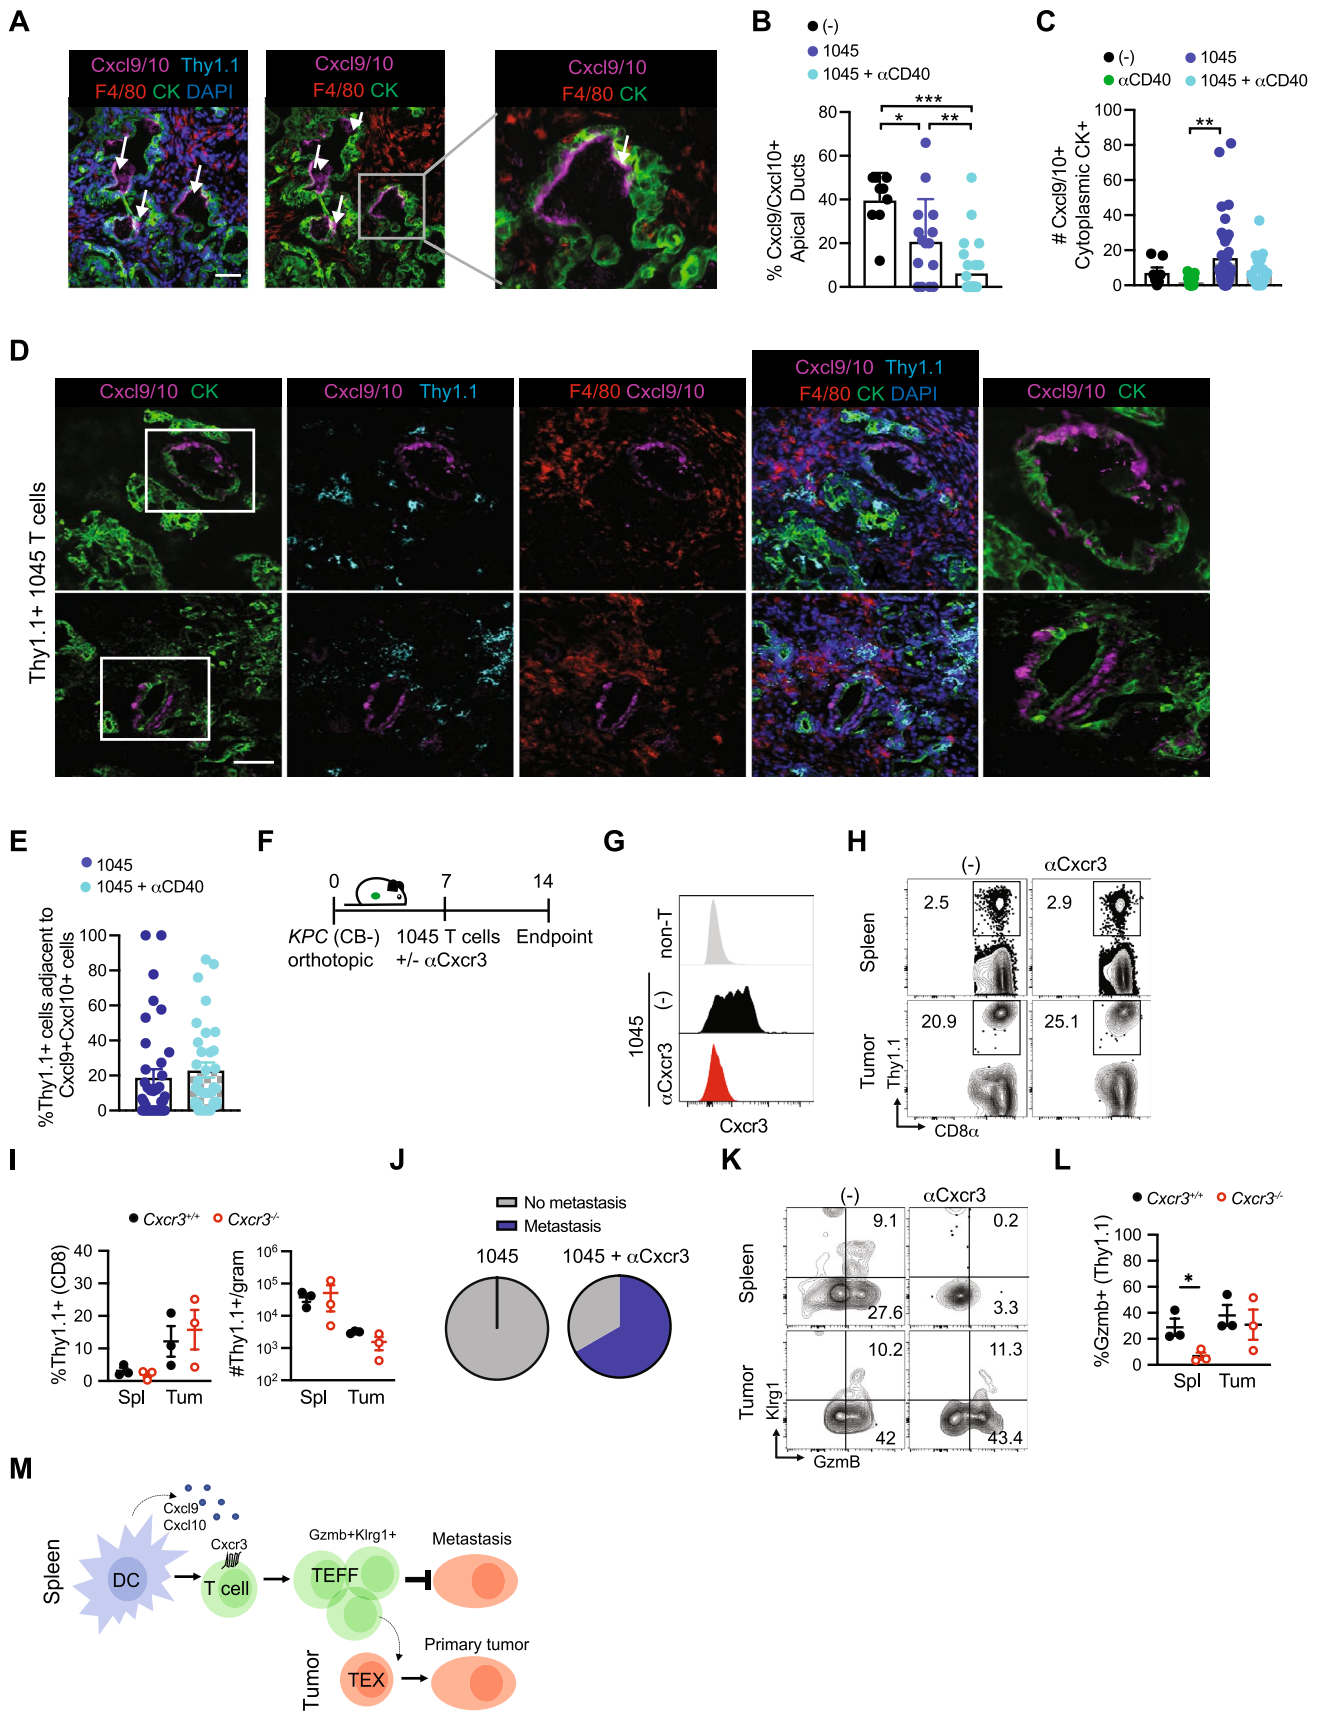 A
Cxcl9/10 Thy1.1
F4/80 CK DAPI
Cxcl9/10
F4/80 CK
Cxcl9/10
F4/80 CK
B
(-)
1045
1045 + αCD40
% Cxcl9/Cxcl10+
Apical Ducts
80
60
40
20
0
*
***
**
C
(-)
1045
αCD40
1045 + αCD40
# Cxcl9/10+
Cytoplasmic CK+
100
80
60
40
20
0
**
D
Thy1.1+ 1045 T cells
Cxcl9/10 CK
Cxcl9/10 Thy1.1
F4/80 Cxcl9/10
Cxcl9/10 Thy1.1
F4/80 CK DAPI
Cxcl9/10 CK
E
1045
1045 + αCD40
%Thy1.1+ cells adjacent to
Cxcl9+Cxcl10+ cells
100
80
60
40
20
0
F
0
7
14
KPC (CB-)
orthotopic
1045 T cells
+/- αCxcr3
Endpoint
G
non-T
1045
(-)
αCxcr3
Cxcr3
H
(-)
αCxcr3
Spleen
2.5
2.9
Tumor
20.9
25.1
Thy1.1
CD8α
I
Cxcr3+/+
Cxcr3-/-
%Thy1.1+ (CD8)
40
30
20
10
0
Spl
Tum
#Thy1.1+/gram
10⁶
10⁵
10⁴
10³
10²
Spl
Tum
J
No metastasis
Metastasis
1045
1045 + αCxcr3
K
(-)
αCxcr3
Spleen
9.1
27.6
0.2
3.3
Tumor
10.2
42
11.3
43.4
Klrg1
GzmB
L
Cxcr3+/+
Cxcr3-/-
%Gzmb+ (Thy1.1)
100
80
60
40
20
0
*
Spl
Tum
M
Spleen
DC
Cxcl9
Cxcl10
Cxcr3
T cell
Gzmb+Klrg1+
TEFF
Metastasis
Tumor
TEX
Primary tumor